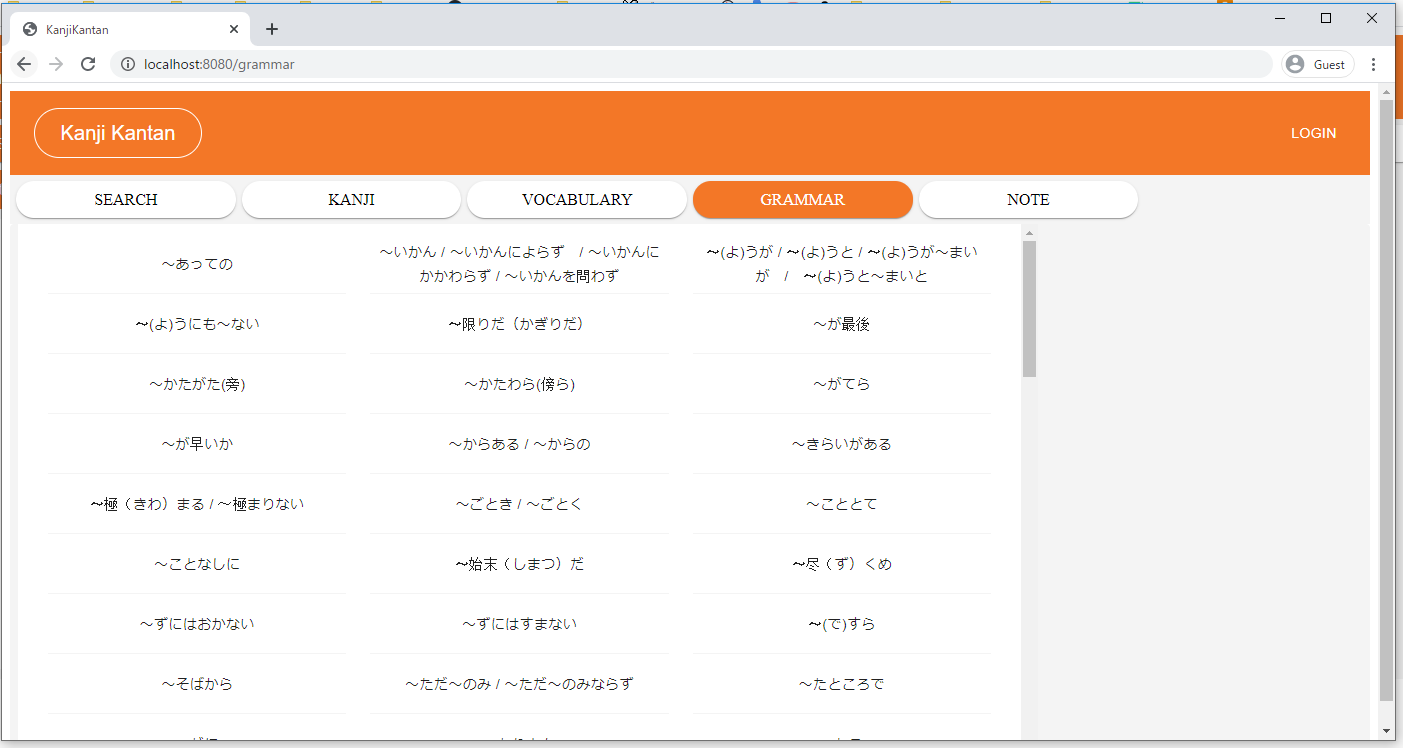 KanjiKantan
localhost:8080/grammar
Guest
Kanji Kantan
LOGIN
SEARCH
KANJI
VOCABULARY
GRAMMAR
NOTE
～あっての
～いかん / ～いかんによらず　/ ～いかんに
かかわらず / ～いかんを問わず
～(よ)うが / ～(よ)うと / ～(よ)うが～まい
が　/　～(よ)うと～まいと
～(よ)うにも～ない
～限りだ（かぎりだ）
～が最後
～かたがた(旁)
～かたわら(傍ら)
～がてら
～が早いか
～からある / ～からの
～きらいがある
～極（きわ）まる / ～極まりない
～ごとき / ～ごとく
～こととて
～ことなしに
～始末（しまつ）だ
～尽（ず）くめ
～ずにはおかない
～ずにはすまない
～(で)すら
～そばから
～ただ～のみ / ～ただ～のみならず
～たところで